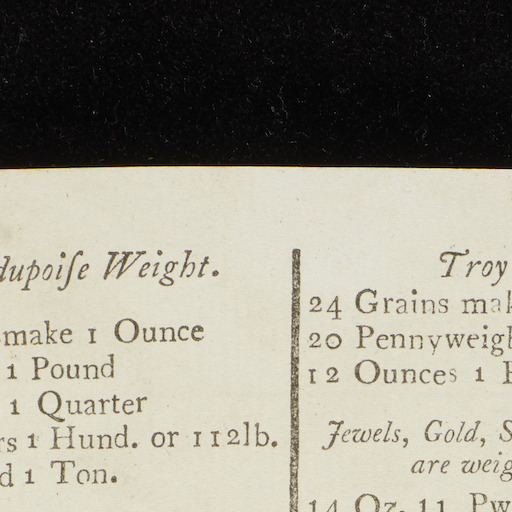 dupoiſe Weight.
make 1 Ounce
1 Pound
1 Quarter
rs 1 Hund. or 112lb.
d 1 Ton.
Troy
24 Grains mak
20 Pennyweigh
12 Ounces 1
Jewels, Gold, S
are weig
14 Oz. 11 Pw